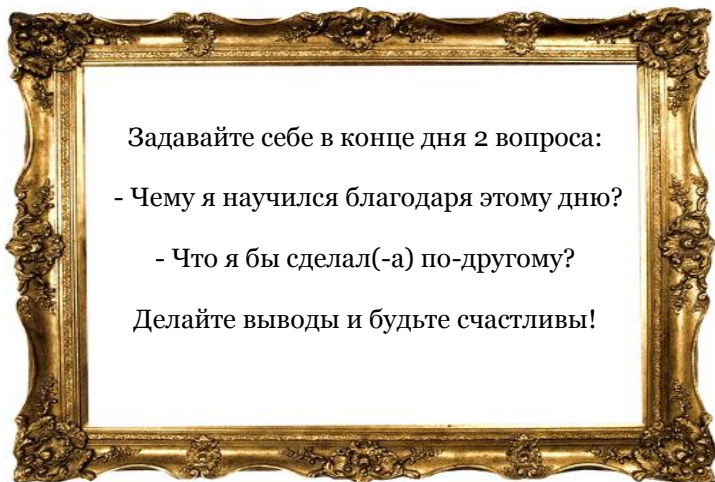 Задавайте себе в конце дня 2 вопроса:
- Чему я научился благодаря этому дню?
- Что я бы сделал(-а) по-другому?
Делайте выводы и будьте счастливы!